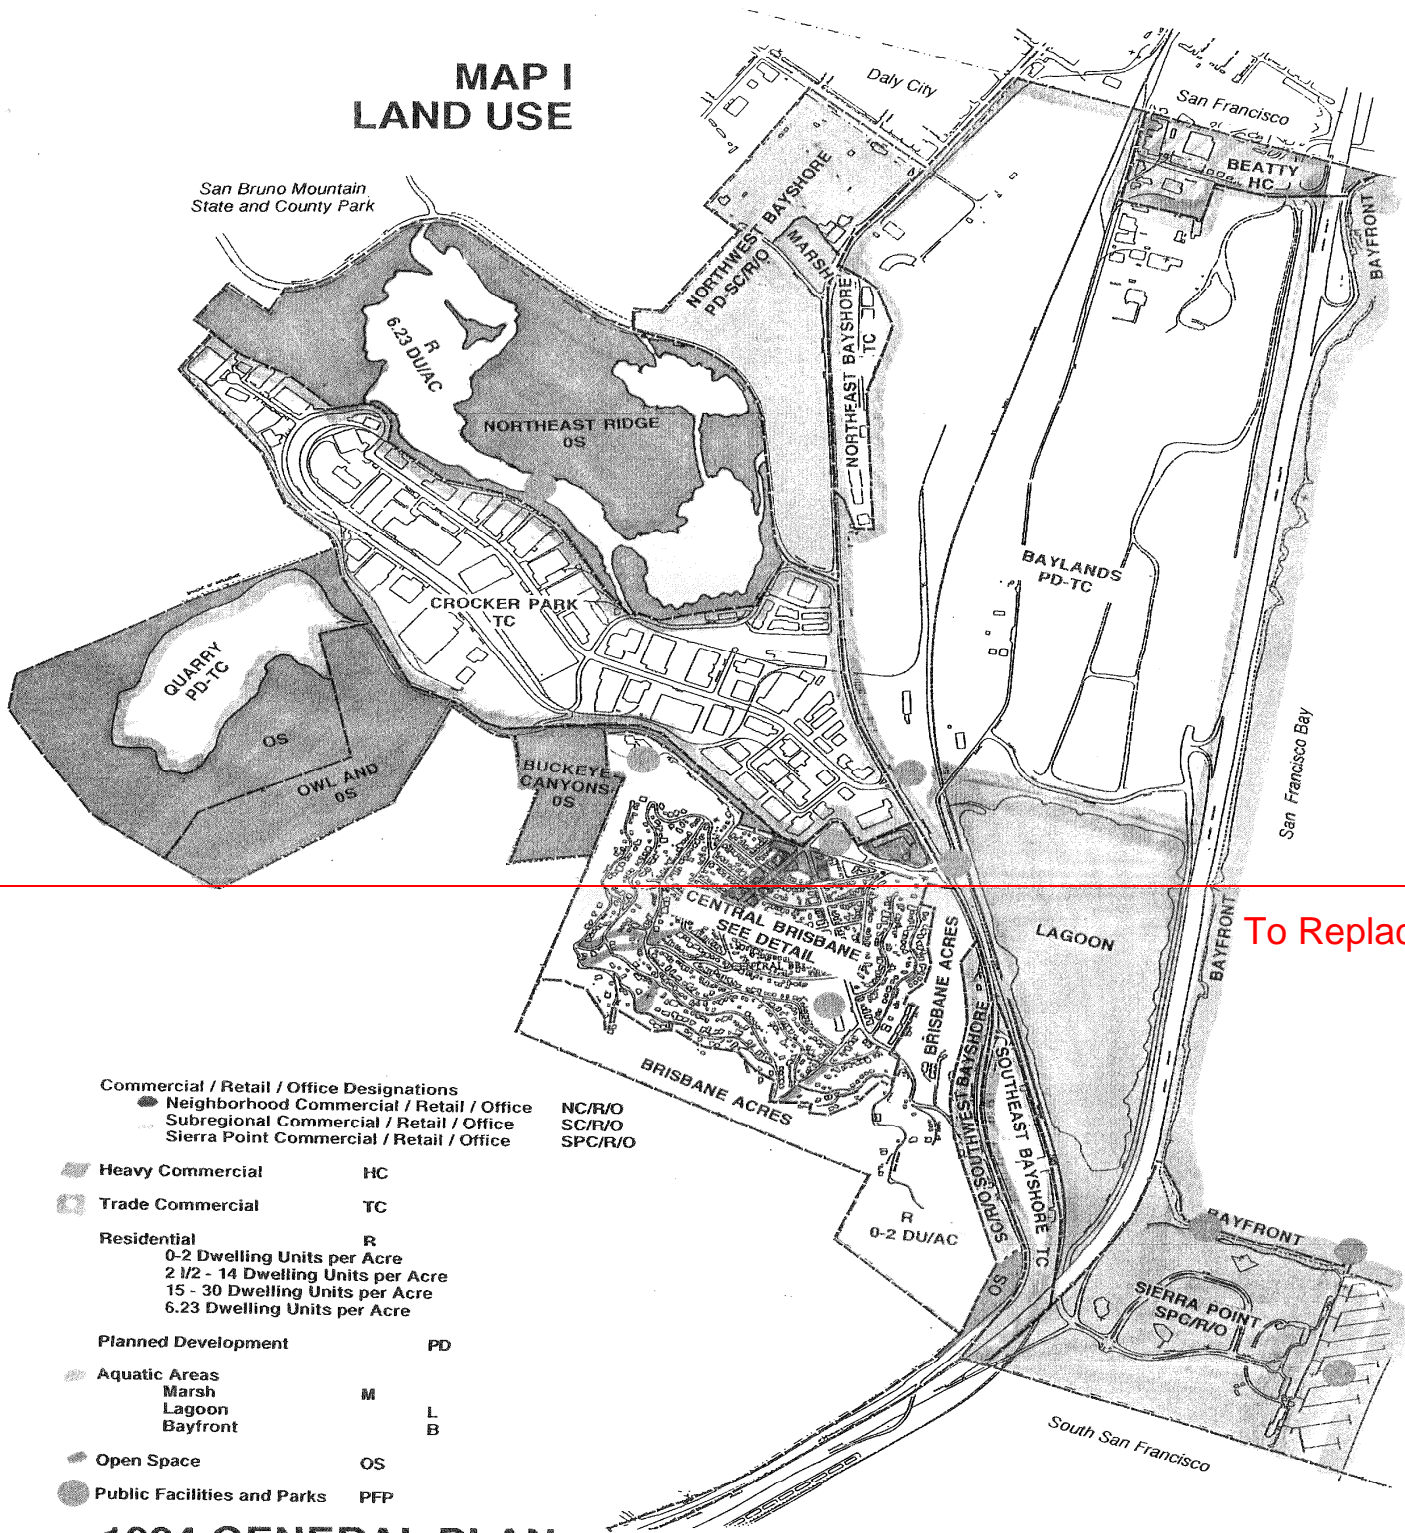 MAP I
LAND USE
Daly City
San Francisco
BEATTY
HC
BAYFRONT
San Bruno Mountain
State and County Park
NORTHWEST BAYSHORE
PD-SC/R/O
MARSH
NORTHEAST BAYSHORE
TC
R
6.23 DU/AC
NORTHEAST RIDGE
OS
BAYLANDS
PD-TC
CROCKER PARK
TC
QUARRY
PD-TC
OS
OWL AND
OS
BUCKEYE
CANYONS
OS
San Francisco Bay
CENTRAL BRISBANE
SEE DETAIL
LAGOON
BAYFRONT
To Replac
BRISBANE ACRES
BRISBANE ACRES
SC/R/O SOUTHWEST BAYSHORE
SOUTHEAST BAYSHORE TC
R
0-2 DU/AC
OS
BAYFRONT
SIERRA POINT
SPC/R/O
South San Francisco
Commercial / Retail / Office Designations
Neighborhood Commercial / Retail / Office NC/R/O
Subregional Commercial / Retail / Office SC/R/O
Sierra Point Commercial / Retail / Office SPC/R/O
Heavy Commercial HC
Trade Commercial TC
Residential R
0-2 Dwelling Units per Acre
2 1/2 - 14 Dwelling Units per Acre
15 - 30 Dwelling Units per Acre
6.23 Dwelling Units per Acre
Planned Development PD
Aquatic Areas
Marsh M
Lagoon L
Bayfront B
Open Space OS
Public Facilities and Parks PFP
1994 GENERAL PLAN